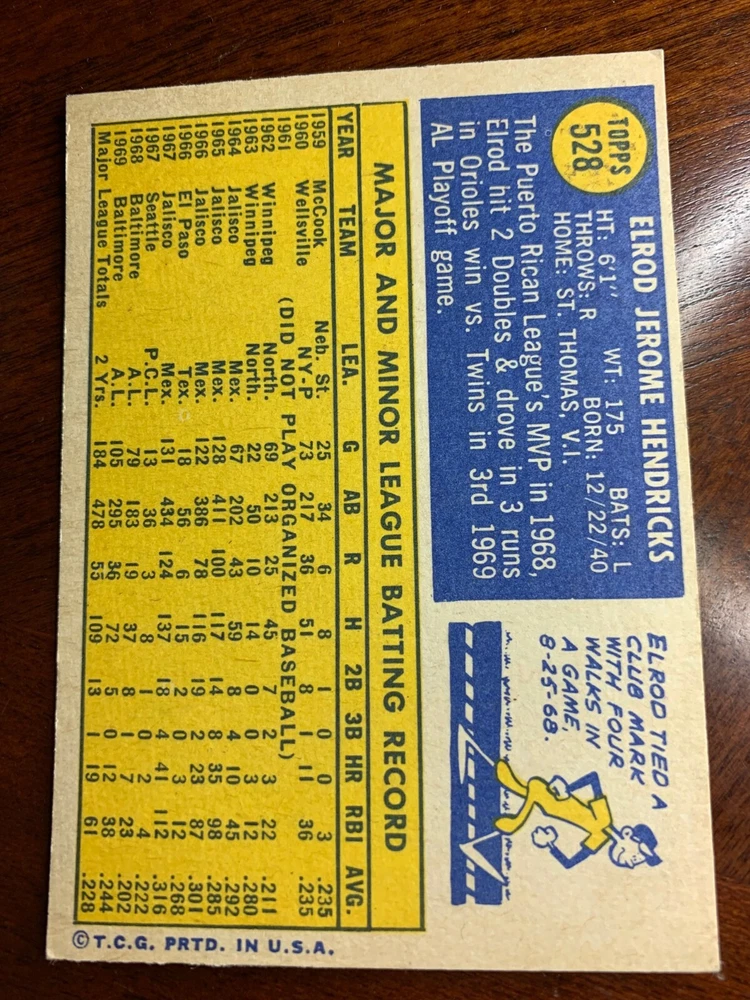 TOPPS
528
ELROD JEROME HENDRICKS
HT: 6'1" WT: 175 BATS: L
THROWS: R BORN: 12/22/40
HOME: ST. THOMAS, V.I.
The Puerto Rican League's MVP in 1968,
Elrod hit 2 Doubles & drove in 3 runs
in Orioles win vs. Twins in 3rd 1969
AL Playoff game.
ELROD TIED A
CLUB MARK
WITH FOUR
WALKS IN
A GAME,
8-25-68.
MAJOR AND MINOR LEAGUE BATTING RECORD
YEAR TEAM LEA. G AB R H 2B 3B HR RBI AVG.
1959 McCook Neb. St. 25 34 6 8 1 0 0 3 .235
1960 Wellsville NY-P 73 217 36 51 8 1 11 36 .235
1961 (DID NOT PLAY ORGANIZED BASEBALL)
1962 Winnipeg North. 69 213 25 45 7 2 3 22 .211
1963 Winnipeg North. 22 50 10 14 0 0 3 12 .280
1964 Jalisco Mex. 67 202 43 59 8 4 10 45 .292
1965 Jalisco Mex. 128 411 100 117 14 8 35 98 .285
1966 Jalisco Mex. 122 386 78 116 19 2 23 87 .301
1966 El Paso Tex. 18 56 6 15 2 0 3 12 .268
1967 Jalisco Mex. 131 434 124 137 18 4 41 112 .316
1967 Seattle P.C.L. 13 36 3 8 1 0 2 4 .222
1968 Baltimore A.L. 79 183 19 37 8 1 7 23 .202
1969 Baltimore A.L. 105 295 36 72 5 0 12 38 .244
Major League Totals 2 Yrs. 184 478 55 109 13 1 19 61 .228
©T.C.G. PRTD. IN U.S.A.